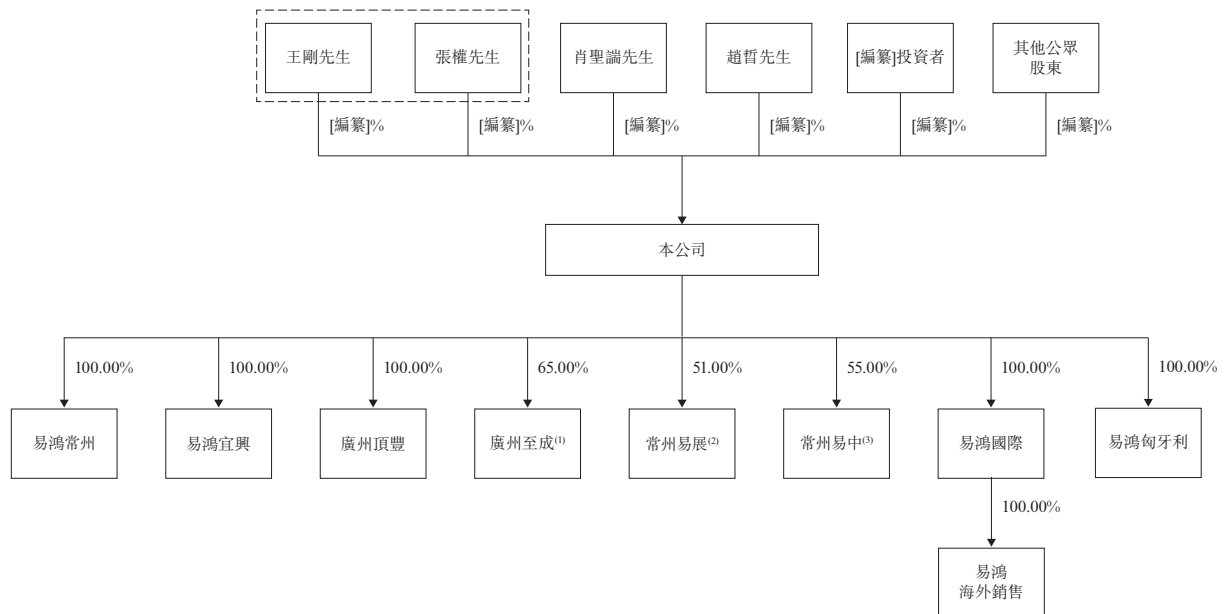 王剛先生
張權先生
肖聖諯先生
趙晢先生
[編纂]投資者
其他公眾
股東
[編纂]%
[編纂]%
[編纂]%
[編纂]%
[編纂]%
[編纂]%
本公司
100.00%
100.00%
100.00%
65.00%
51.00%
55.00%
100.00%
100.00%
易鴻常州
易鴻宜興
廣州頂豐
廣州至成(1)
常州易展(2)
常州易中(3)
易鴻國際
易鴻匈牙利
100.00%
易鴻
海外銷售